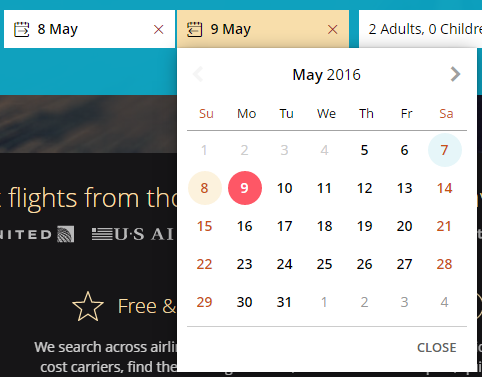 8 May × 9 May × 2 Adults, 0 Childre
May 2016
Su Mo Tu We Th Fr Sa
1 2 3 4 5 6 7
8 9 10 11 12 13 14
15 16 17 18 19 20 21
22 23 24 25 26 27 28
29 30 31 1 2 3 4
CLOSE
flights from tho
NITED U·S AI
Free &
We search across airlin
cost carriers, find the